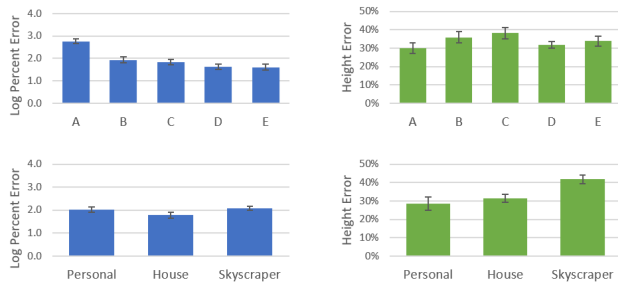 Log Percent Error
4.0
3.0
2.0
1.0
0.0
A B C D E
Height Error
50%
40%
30%
20%
10%
0%
A B C D E
Log Percent Error
4.0
3.0
2.0
1.0
0.0
Personal House Skyscraper
Height Error
50%
40%
30%
20%
10%
0%
Personal House Skyscraper